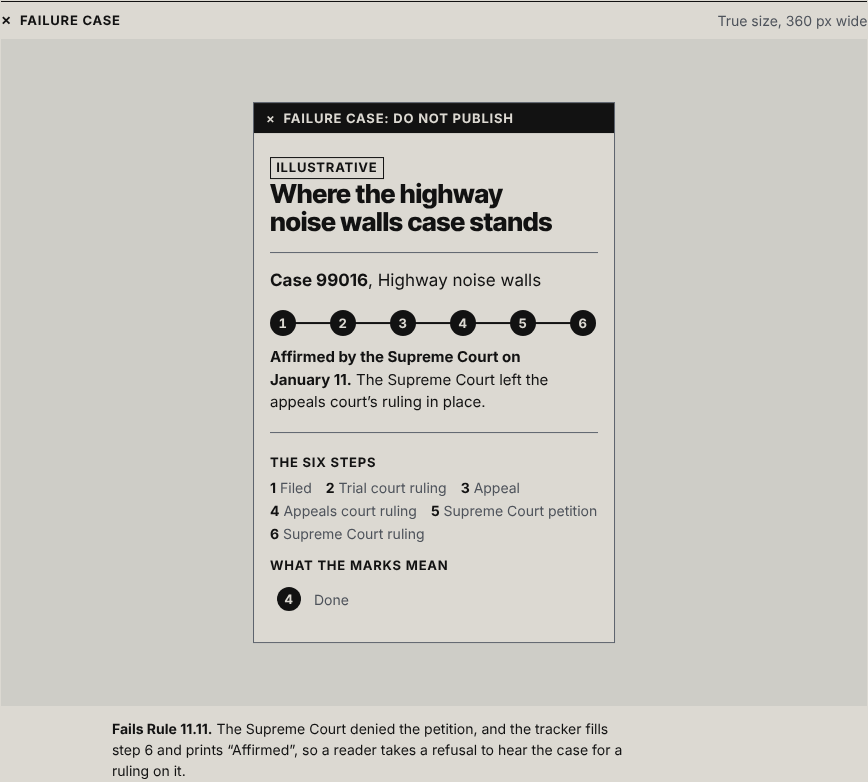 × FAILURE CASE
True size, 360 px wide
× FAILURE CASE: DO NOT PUBLISH
ILLUSTRATIVE
Where the highway
noise walls case stands
Case 99016, Highway noise walls
1 2 3 4 5 6
Affirmed by the Supreme Court on
January 11. The Supreme Court left the
appeals court’s ruling in place.
THE SIX STEPS
1 Filed 2 Trial court ruling 3 Appeal
4 Appeals court ruling 5 Supreme Court petition
6 Supreme Court ruling
WHAT THE MARKS MEAN
4 Done
Fails Rule 11.11. The Supreme Court denied the petition, and the tracker fills
step 6 and prints “Affirmed”, so a reader takes a refusal to hear the case for a
ruling on it.